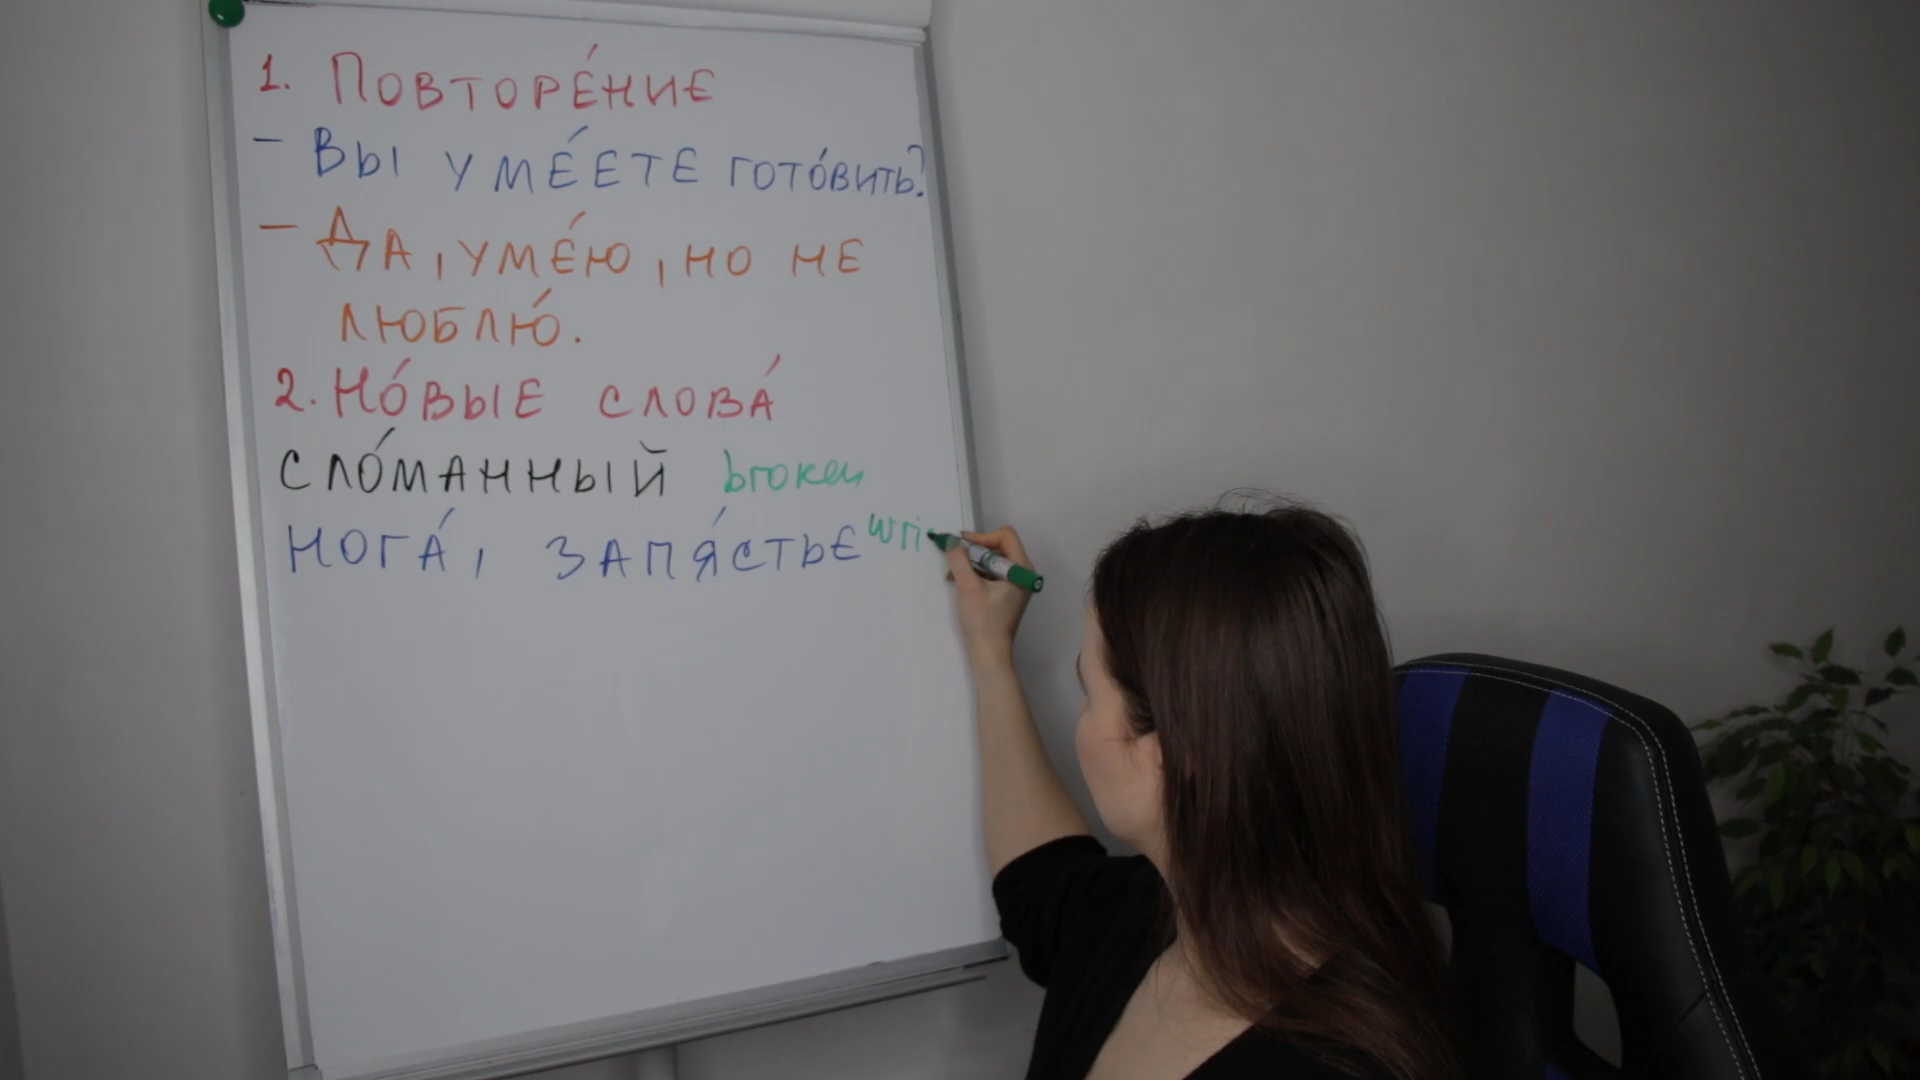 1. Повторе́ние
– Вы уме́ете гото́вить?
– Да, уме́ю, но не
люблю́.
2. Но́вые слова́
сло́манный broken
нога́, запя́стье wri